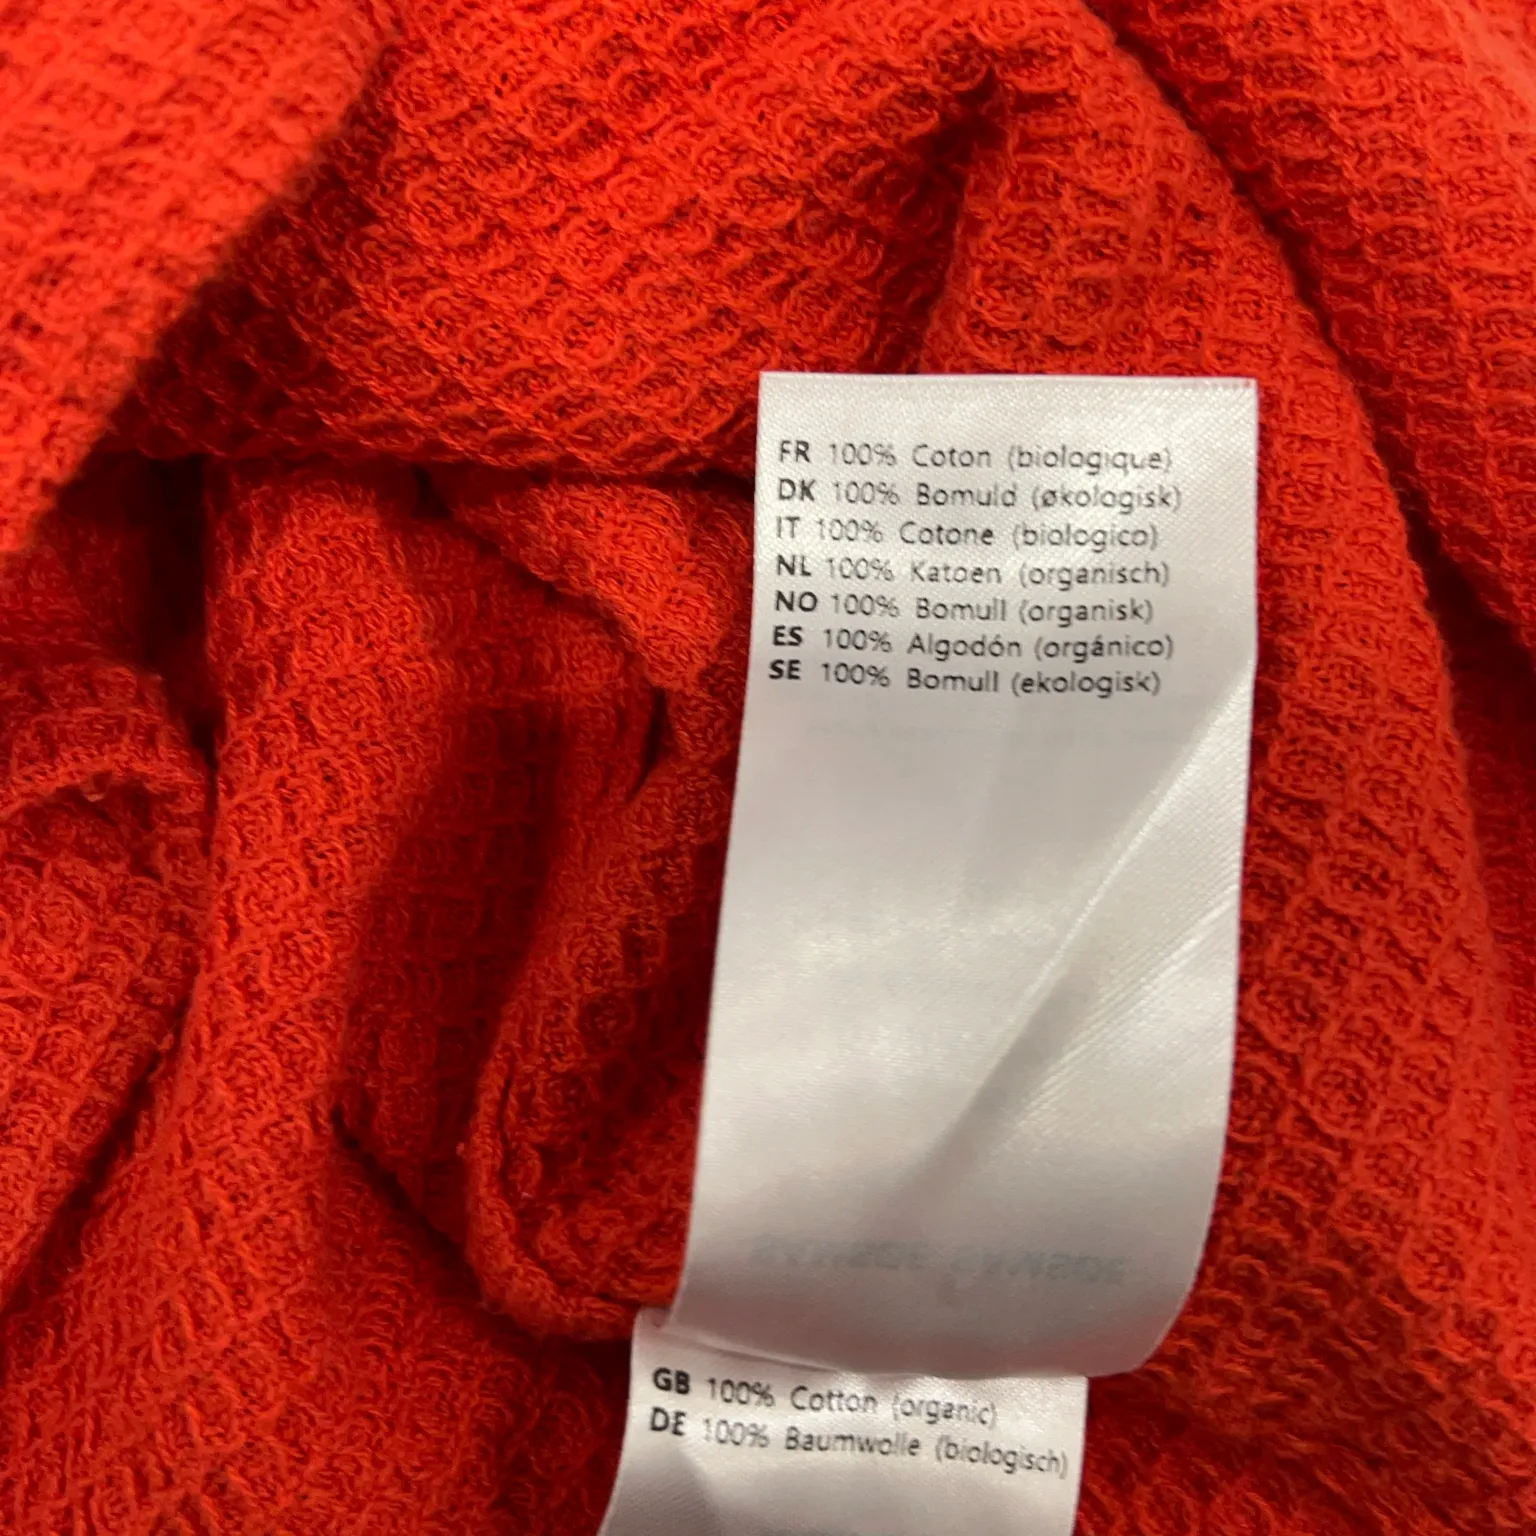 FR 100% Coton (biologique)
DK 100% Bomuld (økologisk)
IT 100% Cotone (biologico)
NL 100% Katoen (organisch)
NO 100% Bomull (organisk)
ES 100% Algodón (orgánico)
SE 100% Bomull (ekologisk)
GB 100% Cotton (organic)
DE 100% Baumwolle (biologisch)